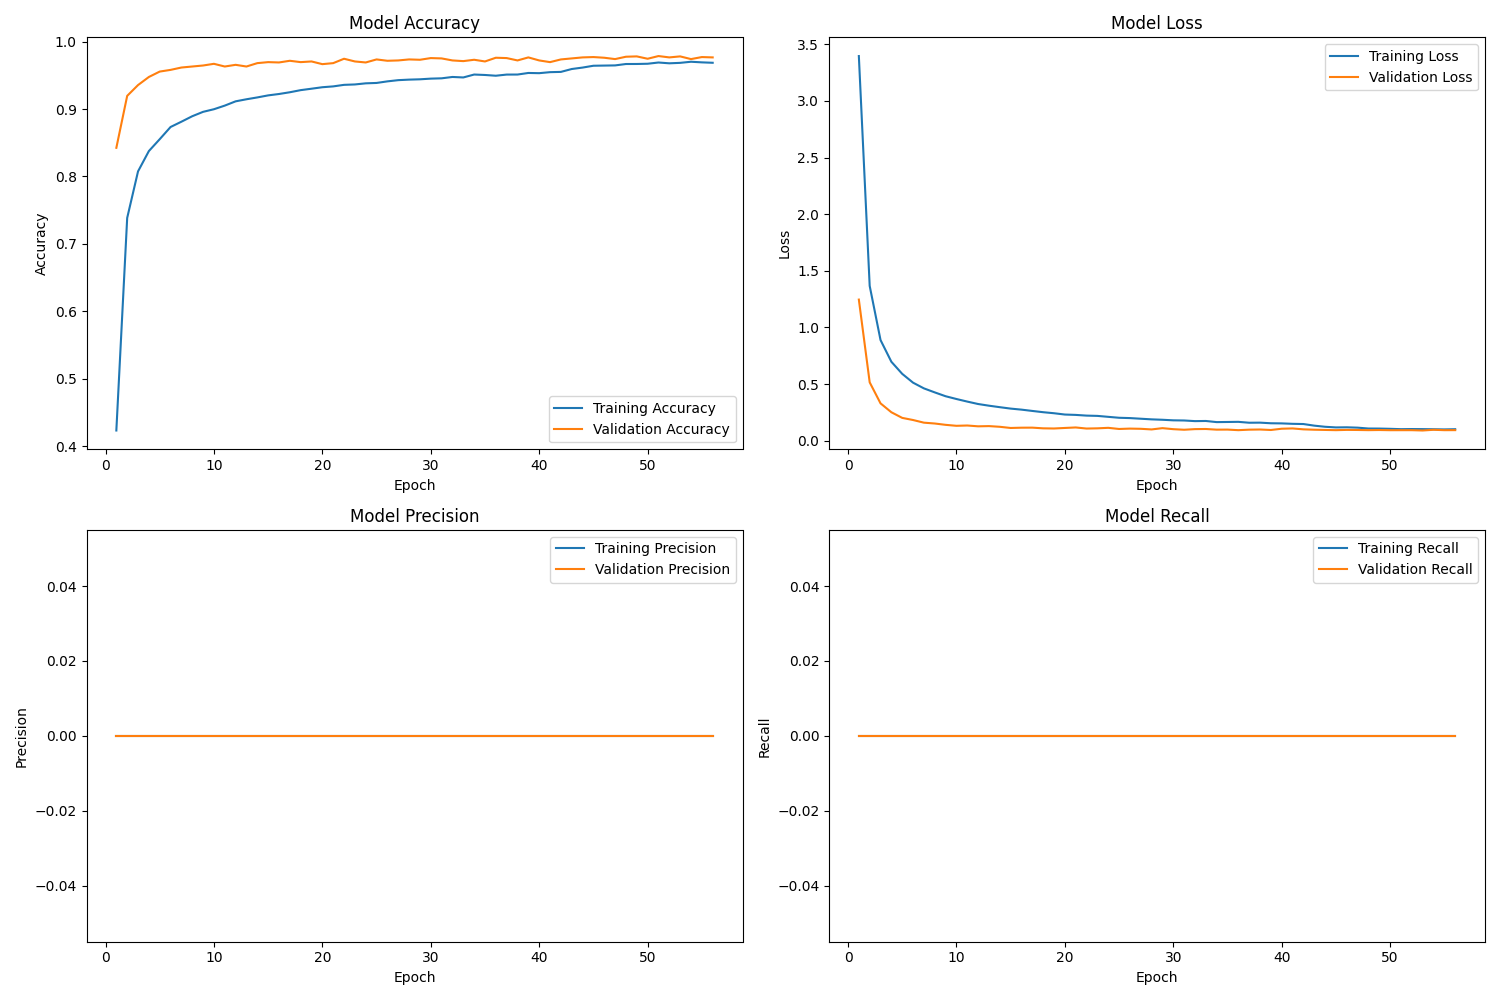 Model Accuracy
1.0
0.9
0.8
0.7
0.6
0.5
0.4
Accuracy
Training Accuracy
Validation Accuracy
0 10 20 30 40 50
Epoch
Model Loss
3.5
3.0
2.5
2.0
1.5
1.0
0.5
0.0
Loss
Training Loss
Validation Loss
0 10 20 30 40 50
Epoch
Model Precision
0.04
0.02
0.00
−0.02
−0.04
Precision
Training Precision
Validation Precision
0 10 20 30 40 50
Epoch
Model Recall
0.04
0.02
0.00
−0.02
−0.04
Recall
Training Recall
Validation Recall
0 10 20 30 40 50
Epoch